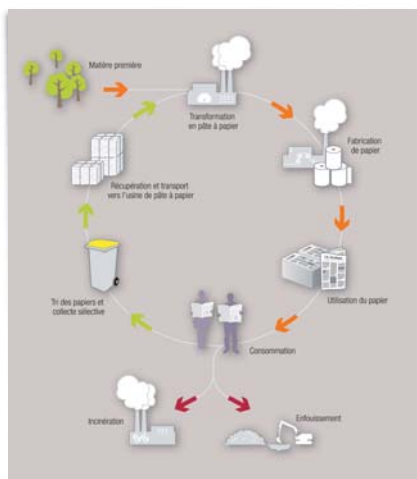 Matière première
Transformation
en pâte à papier
Fabrication
de papier
Récupération et transport
vers l'usine de pâte à papier
Utilisation du papier
Tri des papiers et
collecte sélective
Consommation
Incinération
Enfouissement